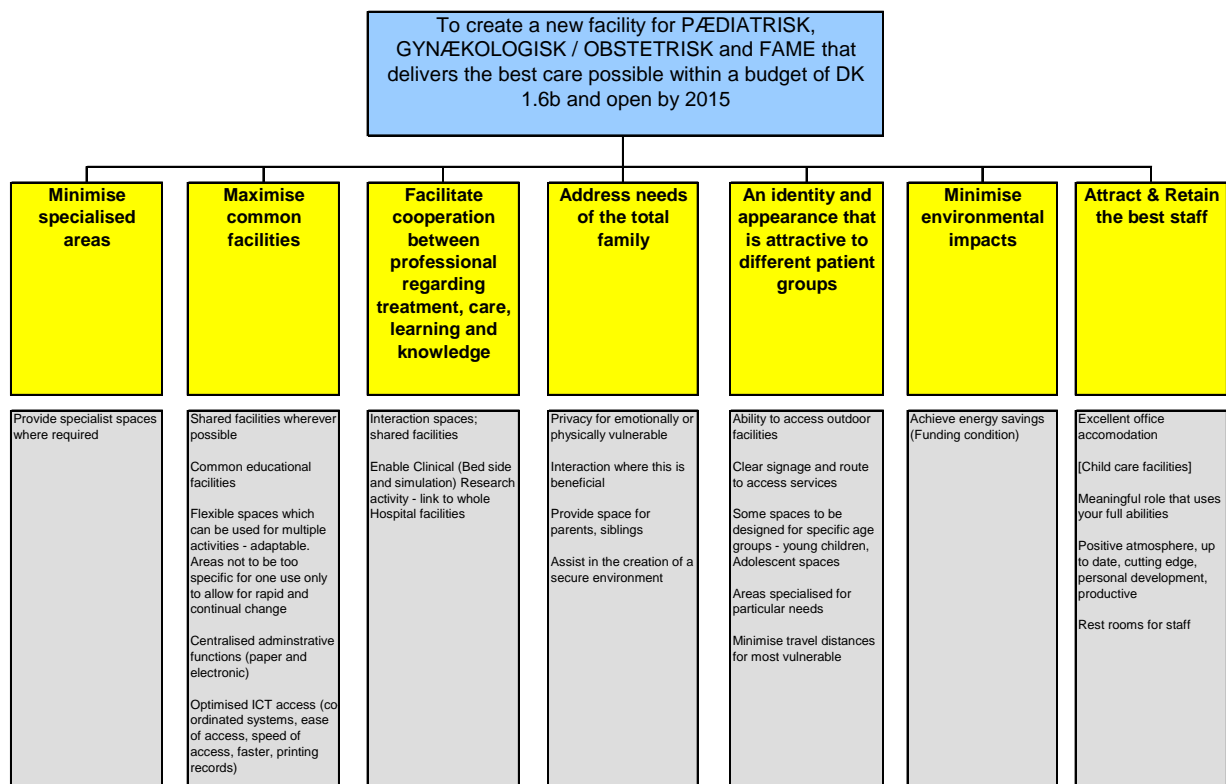 To create a new facility for PÆDIATRISK,
GYNÆKOLOGISK / OBSTETRISK and FAME that
delivers the best care possible within a budget of DK
1.6b and open by 2015
Minimise
specialised
areas
Maximise
common
facilities
Facilitate
cooperation
between
professional
regarding
treatment, care,
learning and
knowledge
Address needs
of the total
family
An identity and
appearance that
is attractive to
different patient
groups
Minimise
environmental
impacts
Attract & Retain
the best staff
Provide specialist spaces
where required
Shared facilities wherever
possible
Common educational
facilities
Flexible spaces which
can be used for multiple
activities - adaptable.
Areas not to be too
specific for one use only
to allow for rapid and
continual change
Centralised adminstrative
functions (paper and
electronic)
Optimised ICT access (co
ordinated systems, ease
of access, speed of
access, faster, printing
records)
Interaction spaces;
shared facilities
Enable Clinical (Bed side
and simulation) Research
activity - link to whole
Hospital facilities
Privacy for emotionally or
physically vulnerable
Interaction where this is
beneficial
Provide space for
parents, siblings
Assist in the creation of a
secure environment
Ability to access outdoor
facilities
Clear signage and route
to access services
Some spaces to be
designed for specific age
groups - young children,
Adolescent spaces
Areas specialised for
particular needs
Minimise travel distances
for most vulnerable
Achieve energy savings
(Funding condition)
Excellent office
accomodation
[Child care facilities]
Meaningful role that uses
your full abilities
Positive atmosphere, up
to date, cutting edge,
personal development,
productive
Rest rooms for staff